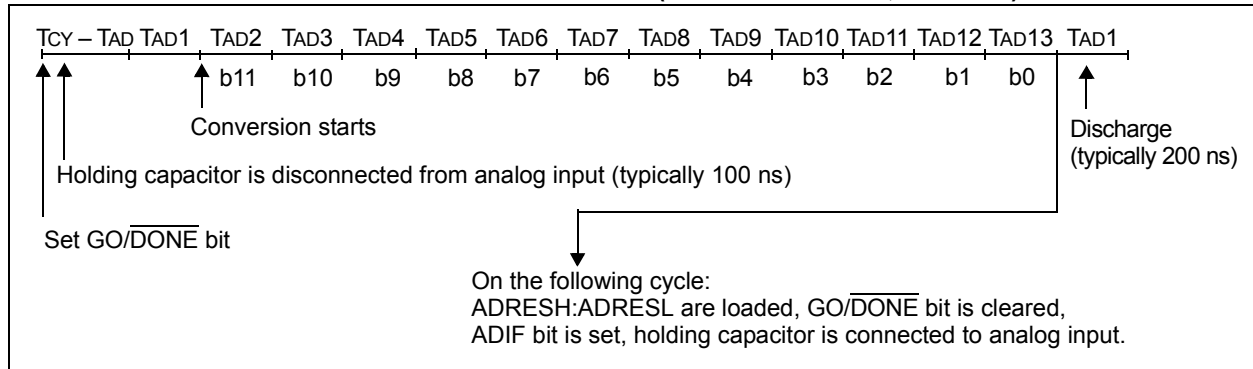 TCY – TAD TAD1 TAD2 TAD3 TAD4 TAD5 TAD6 TAD7 TAD8 TAD9 TAD10 TAD11 TAD12 TAD13 TAD1
b11 b10 b9 b8 b7 b6 b5 b4 b3 b2 b1 b0
Conversion starts
Discharge
(typically 200 ns)
Holding capacitor is disconnected from analog input (typically 100 ns)
Set GO/DONE bit
On the following cycle:
ADRESH:ADRESL are loaded, GO/DONE bit is cleared,
ADIF bit is set, holding capacitor is connected to analog input.